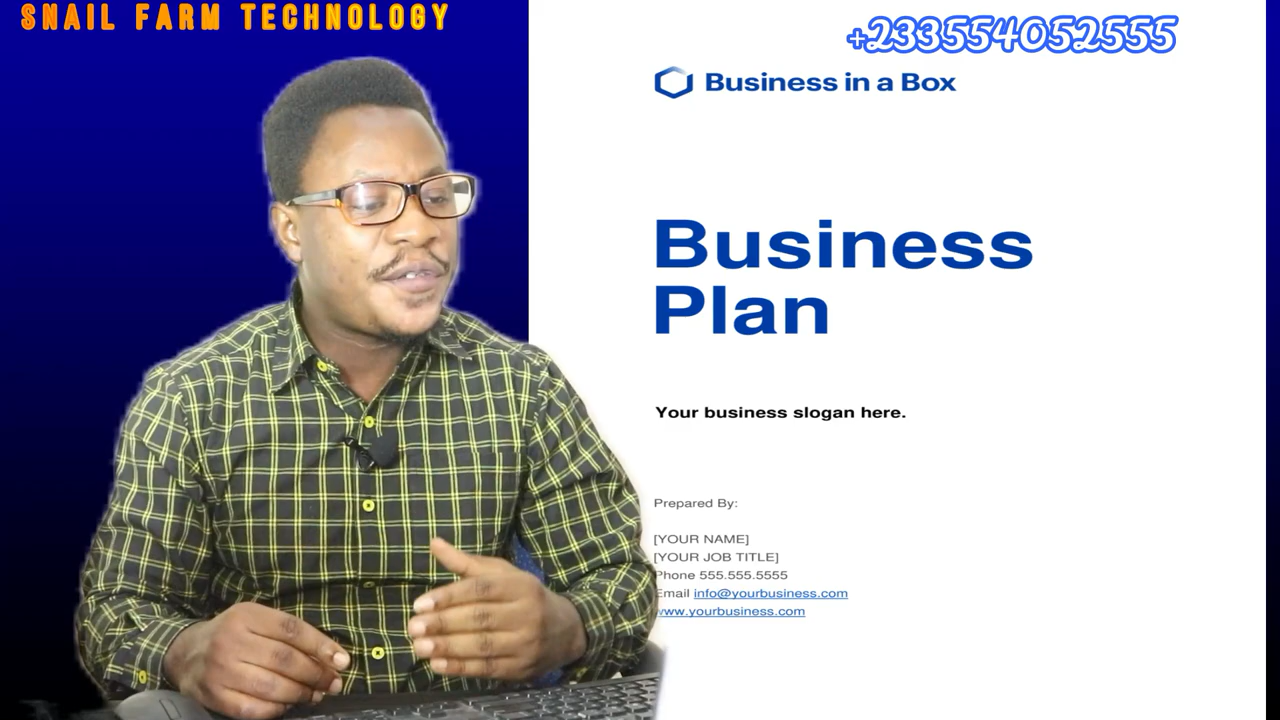 SNAIL FARM TECHNOLOGY
+233554052555
Business in a Box
Business
Plan
Your business slogan here.
Prepared By:
[YOUR NAME]
[YOUR JOB TITLE]
Phone 555.555.5555
Email info@yourbusiness.com
www.yourbusiness.com